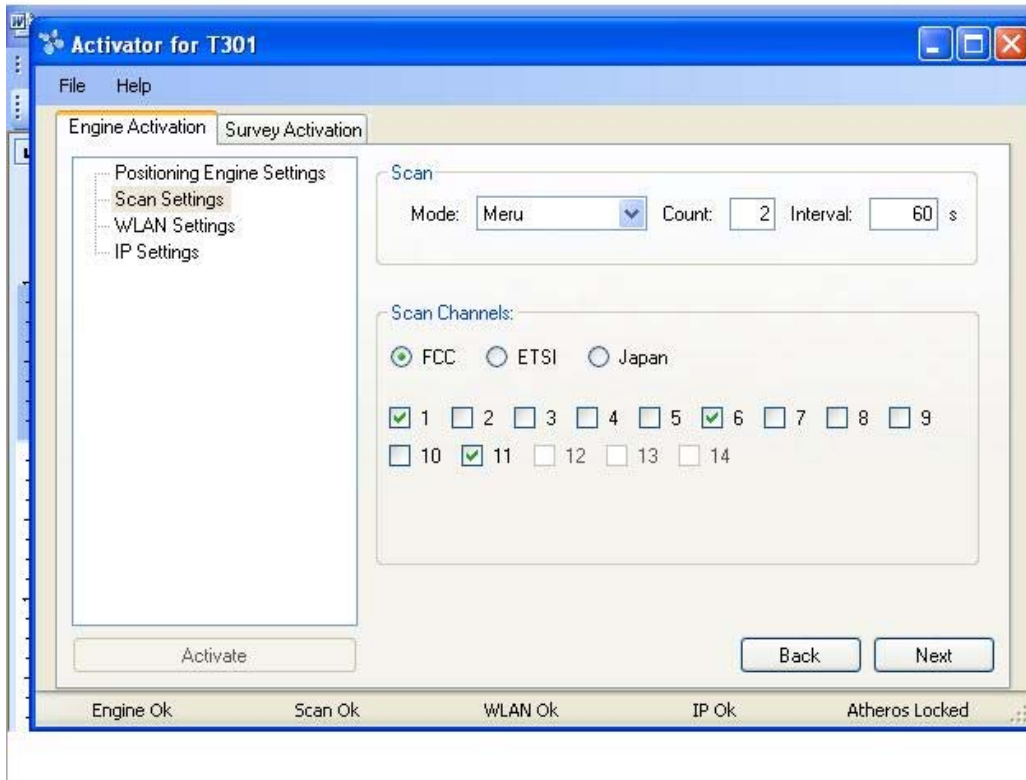 Activator for T301
File Help
Engine Activation Survey Activation
Positioning Engine Settings
Scan Settings
WLAN Settings
IP Settings
Scan
Mode: Meru Count: 2 Interval: 60 s
Scan Channels:
FCC ETSI Japan
1 2 3 4 5 6 7 8 9
10 11 12 13 14
Activate Back Next
Engine Ok Scan Ok WLAN Ok IP Ok Atheros Locked